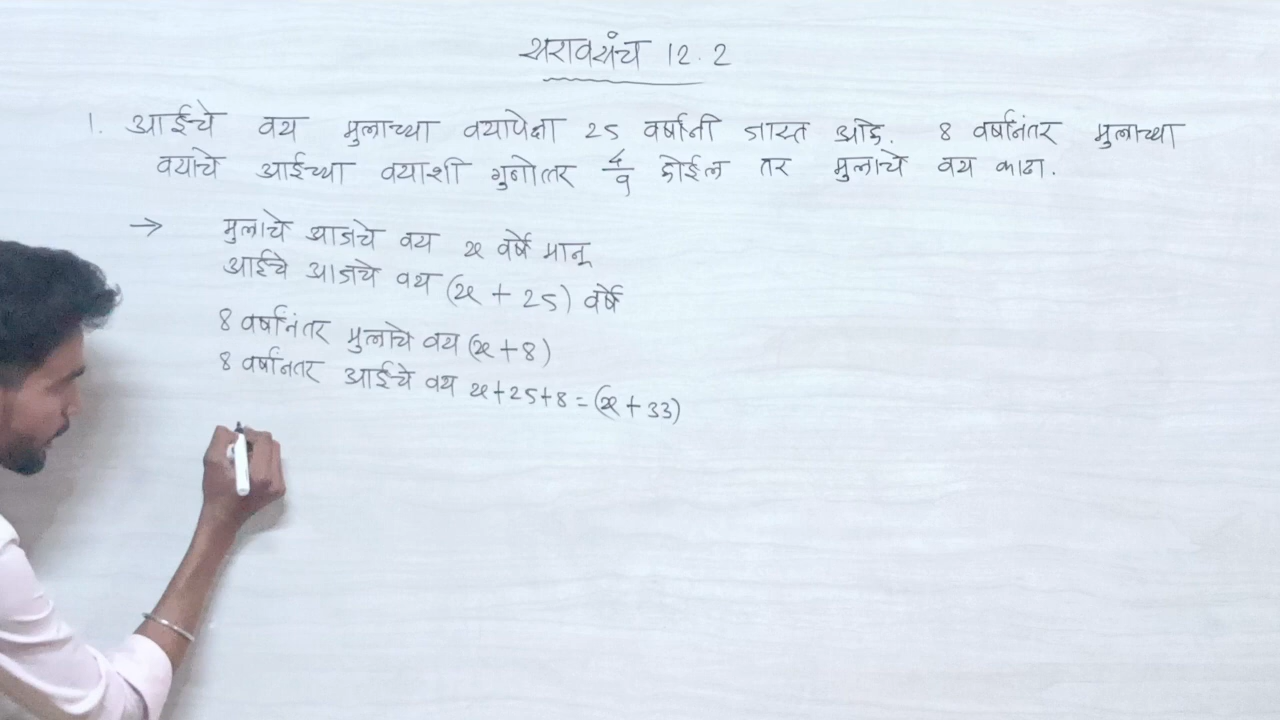 सरावसंच 12.2
1. आईचे वय मुलाच्या वयापेक्षा 25 वर्षांनी जास्त आहे. 8 वर्षांनंतर मुलाच्या
वयाचे आईच्या वयाशी गुणोत्तर 4/9 होईल तर मुलाचे वय काढा.
→ मुलाचे आजचे वय x वर्षे मानू
आईचे आजचे वय (x + 25) वर्षे
8 वर्षांनंतर मुलाचे वय (x + 8)
8 वर्षांनतर आईचे वय x+25+8 = (x + 33)